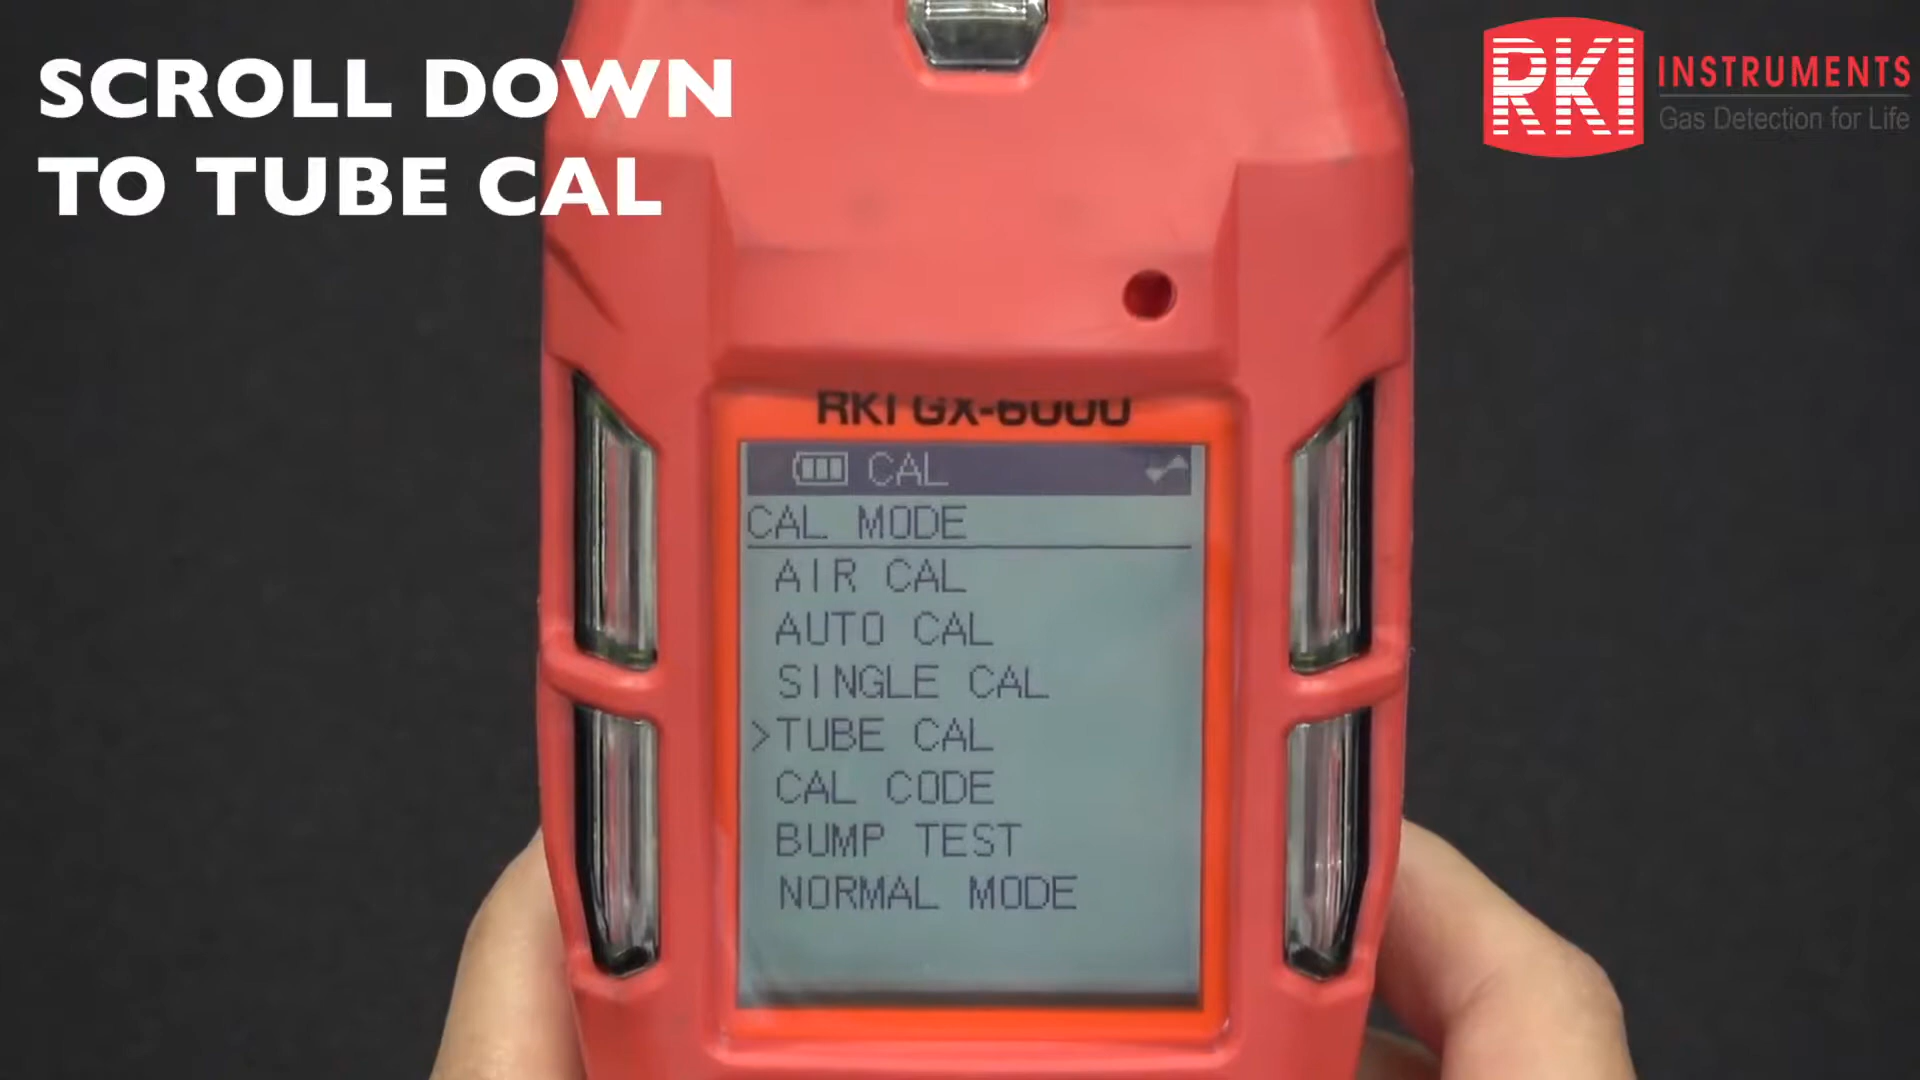 SCROLL DOWN
TO TUBE CAL
RKI INSTRUMENTS
Gas Detection for Life
RKI GX-6000
CAL
CAL MODE
AIR CAL
AUTO CAL
SINGLE CAL
>TUBE CAL
CAL CODE
BUMP TEST
NORMAL MODE